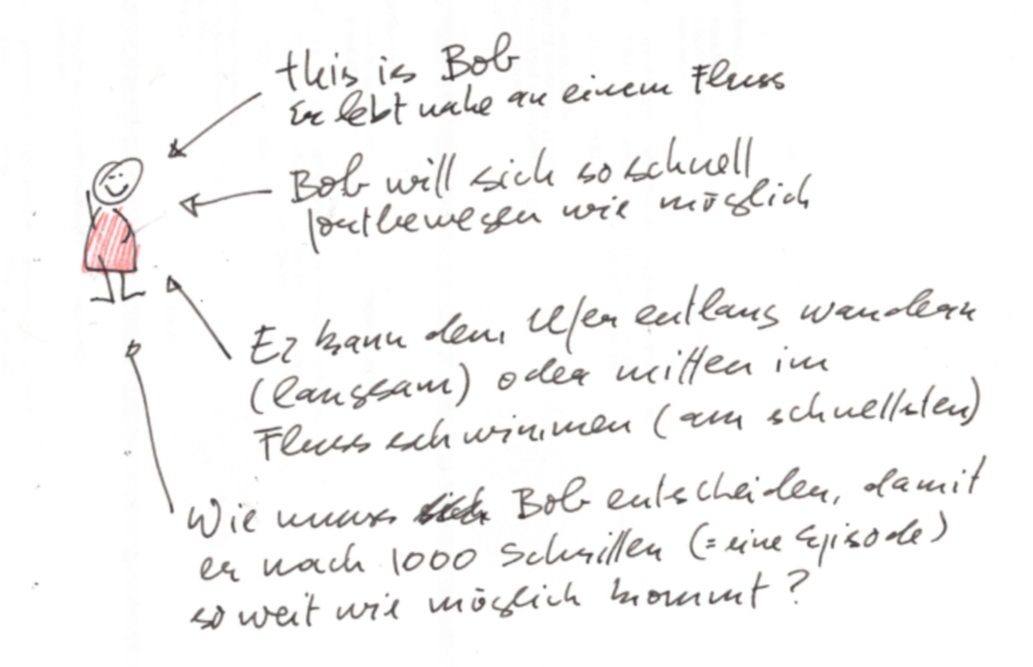 this is Bob
Er lebt nahe an einem Fluss
Bob will sich so schnell
fortbewegen wie möglich
Er kann dem Ufer entlang wandern
(langsam) oder mitten im
Fluss schwimmen (am schnellsten)
Wie muss Bob entscheiden, damit
er nach 1000 Schritten (= eine Episode)
so weit wie möglich kommt?